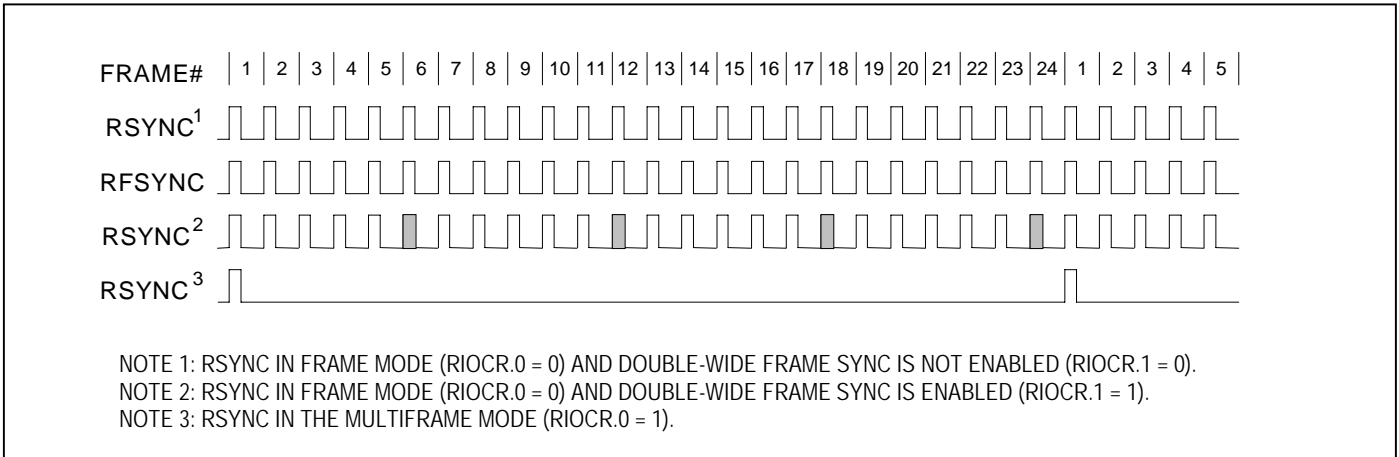 FRAME# 1 2 3 4 5 6 7 8 9 10 11 12 13 14 15 16 17 18 19 20 21 22 23 24 1 2 3 4 5
RSYNC1
RFSYNC
RSYNC2
RSYNC3
NOTE 1: RSYNC IN FRAME MODE (RIOCR.0 = 0) AND DOUBLE-WIDE FRAME SYNC IS NOT ENABLED (RIOCR.1 = 0).
NOTE 2: RSYNC IN FRAME MODE (RIOCR.0 = 0) AND DOUBLE-WIDE FRAME SYNC IS ENABLED (RIOCR.1 = 1).
NOTE 3: RSYNC IN THE MULTIFRAME MODE (RIOCR.0 = 1).